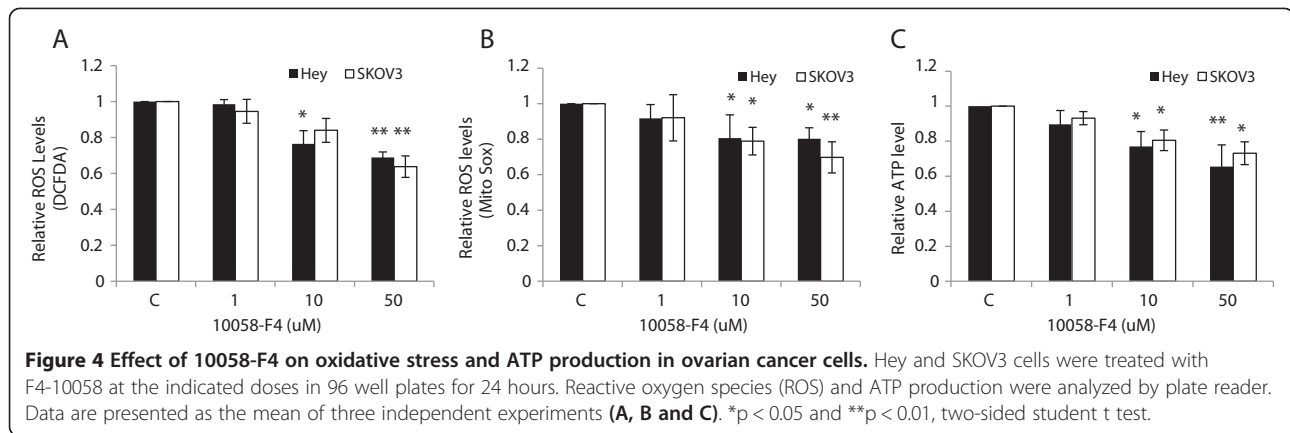 A
B
C
1.2
1
0.8
0.6
0.4
0.2
0
Relative ROS Levels
(DCFDA)
Hey SKOV3
*
** **
C 1 10 50
10058-F4 (uM)
1.2
1
0.8
0.6
0.4
0.2
0
Relative ROS levels
(Mito Sox)
Hey SKOV3
* *
* **
C 1 10 50
10058-F4 (uM)
1.2
1
0.8
0.6
0.4
0.2
0
Relative ATP level
Hey SKOV3
* *
** *
C 1 10 50
10058-F4 (uM)
Figure 4 Effect of 10058-F4 on oxidative stress and ATP production in ovarian cancer cells. Hey and SKOV3 cells were treated with
F4-10058 at the indicated doses in 96 well plates for 24 hours. Reactive oxygen species (ROS) and ATP production were analyzed by plate reader.
Data are presented as the mean of three independent experiments (A, B and C). *p < 0.05 and **p < 0.01, two-sided student t test.